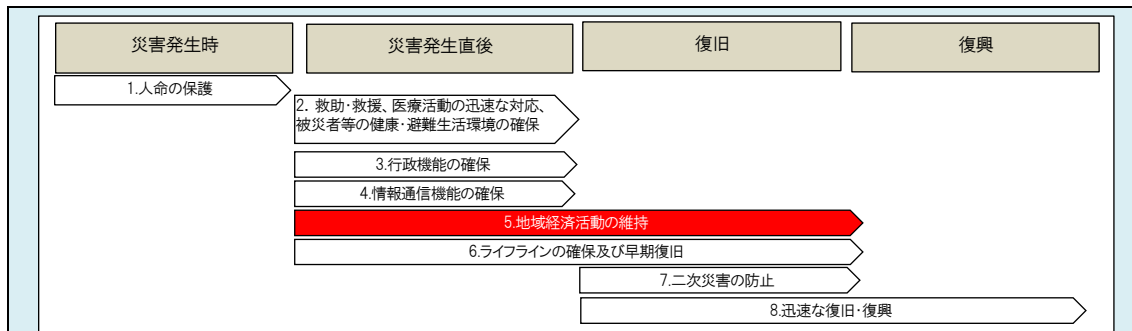 災害発生時
災害発生直後
復旧
復興
1.人命の保護
2. 救助・救援、医療活動の迅速な対応、
被災者等の健康・避難生活環境の確保
3.行政機能の確保
4.情報通信機能の確保
5.地域経済活動の維持
6.ライフラインの確保及び早期復旧
7.二次災害の防止
8.迅速な復旧・復興